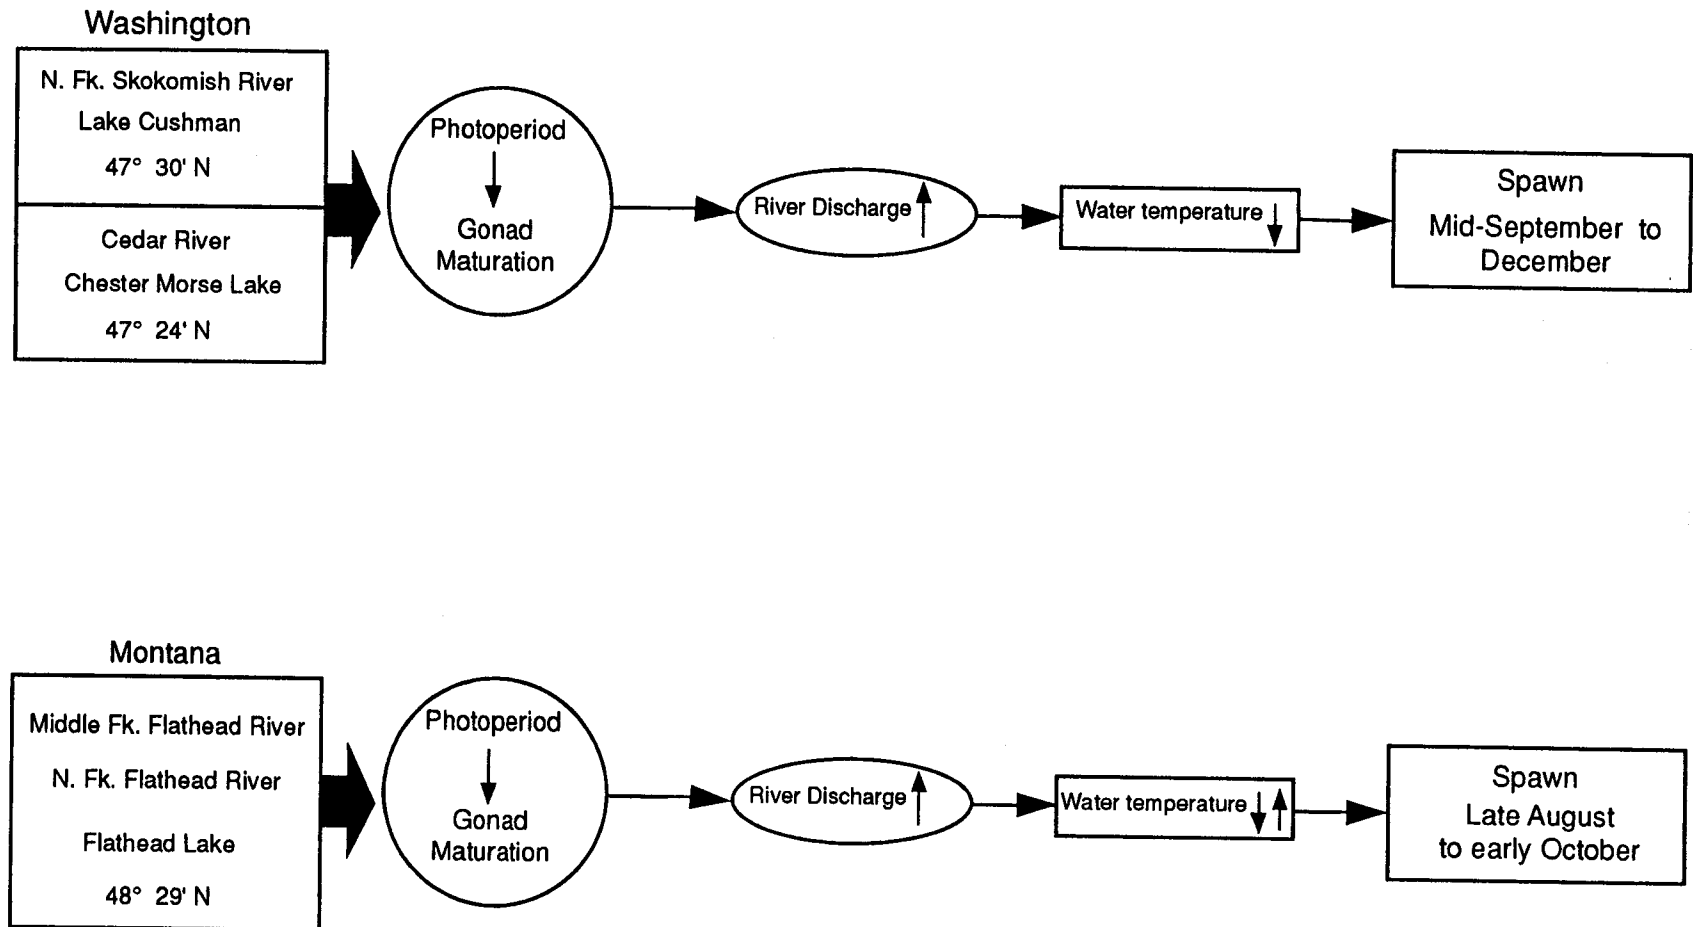 Washington
N. Fk. Skokomish River
Lake Cushman
47° 30' N
Cedar River
Chester Morse Lake
47° 24' N
Photoperiod
Gonad
Maturation
River Discharge
Water temperature
Spawn
Mid-September to
December
Montana
Middle Fk. Flathead River
N. Fk. Flathead River
Flathead Lake
48° 29' N
Photoperiod
Gonad
Maturation
River Discharge
Water temperature
Spawn
Late August
to early October